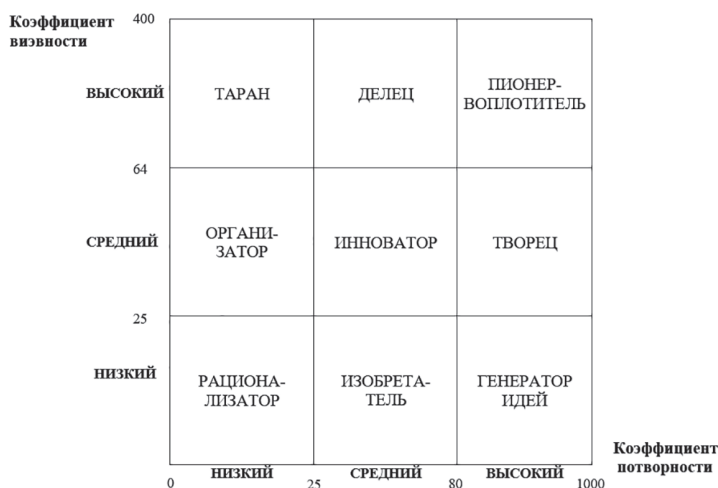 Коэффициент
виэвности
400
ВЫСОКИЙ
ТАРАН
ДЕЛЕЦ
ПИОНЕР-
ВОПЛОТИТЕЛЬ
64
СРЕДНИЙ
ОРГАНИ-
ЗАТОР
ИННОВАТОР
ТВОРЕЦ
25
НИЗКИЙ
РАЦИОНА-
ЛИЗАТОР
ИЗОБРЕТА-
ТЕЛЬ
ГЕНЕРАТОР
ИДЕЙ
Коэффициент
потворности
НИЗКИЙ
СРЕДНИЙ
ВЫСОКИЙ
0
25
80
1000